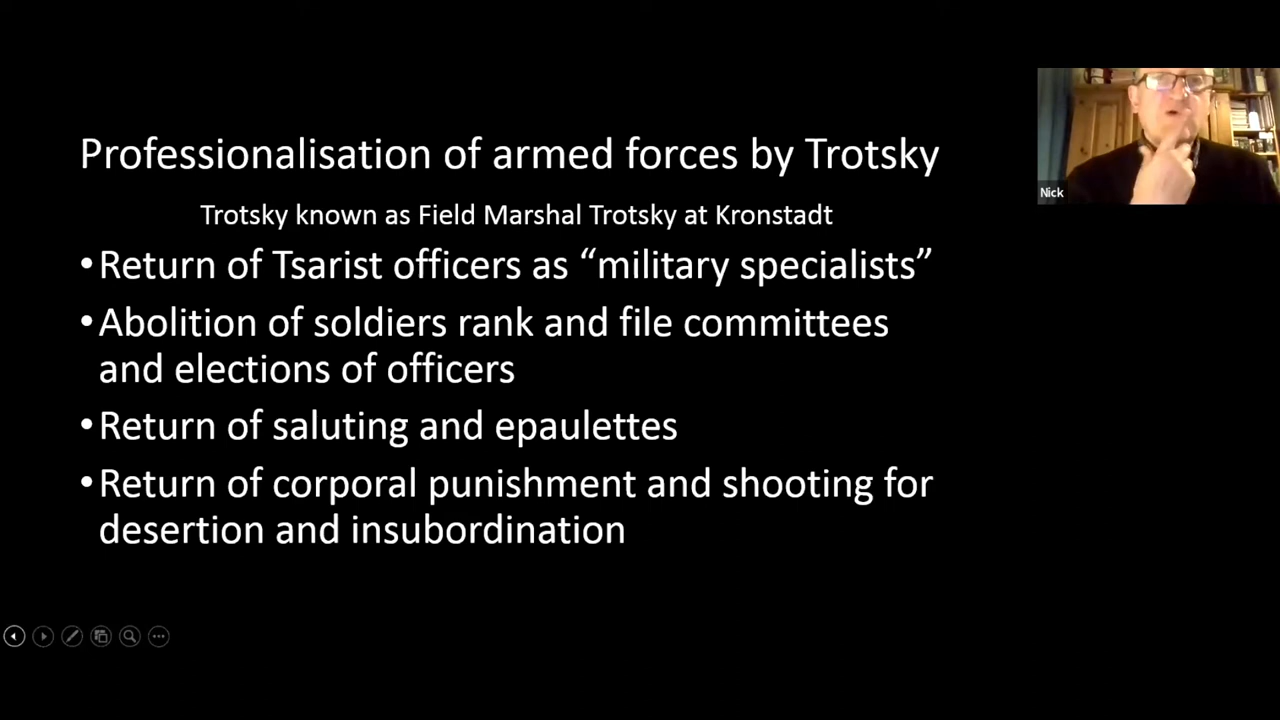 Professionalisation of armed forces by Trotsky
Trotsky known as Field Marshal Trotsky at Kronstadt
•Return of Tsarist officers as “military specialists”
•Abolition of soldiers rank and file committees
and elections of officers
•Return of saluting and epaulettes
•Return of corporal punishment and shooting for
desertion and insubordination
Nick